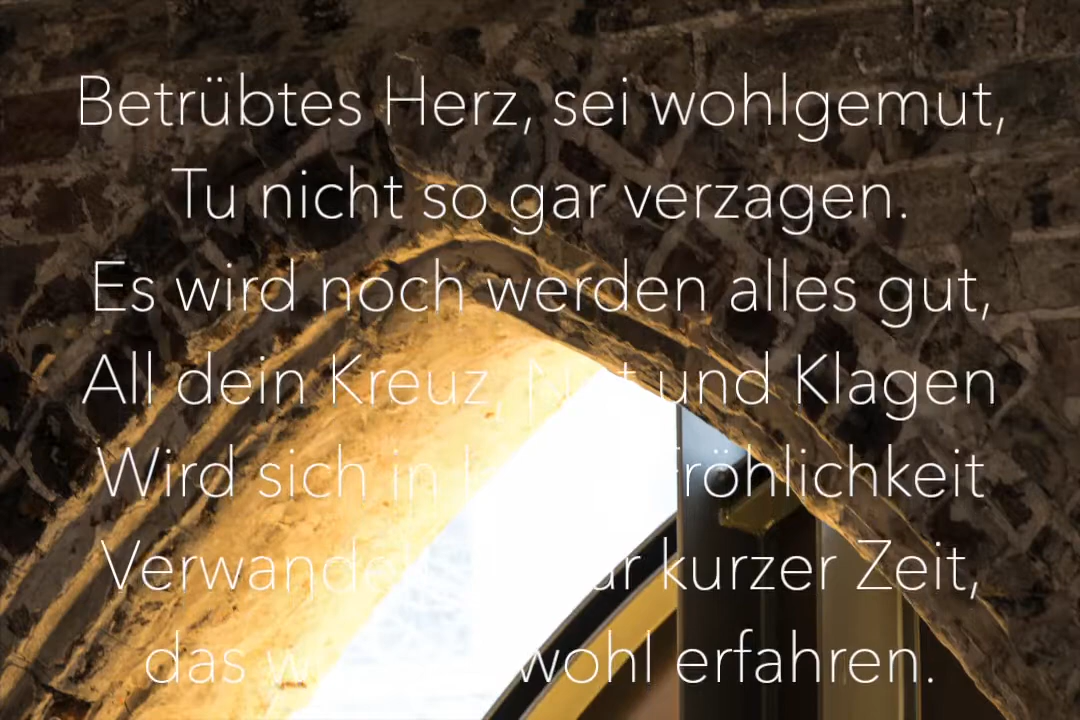 Betrübtes Herz, sei wohlgemut,
Tu nicht so gar verzagen.
Es wird noch werden alles gut,
All dein Kreuz, Not und Klagen
Wird sich in Fröhlichkeit
kurzer Zeit,
das wohl erfahren.